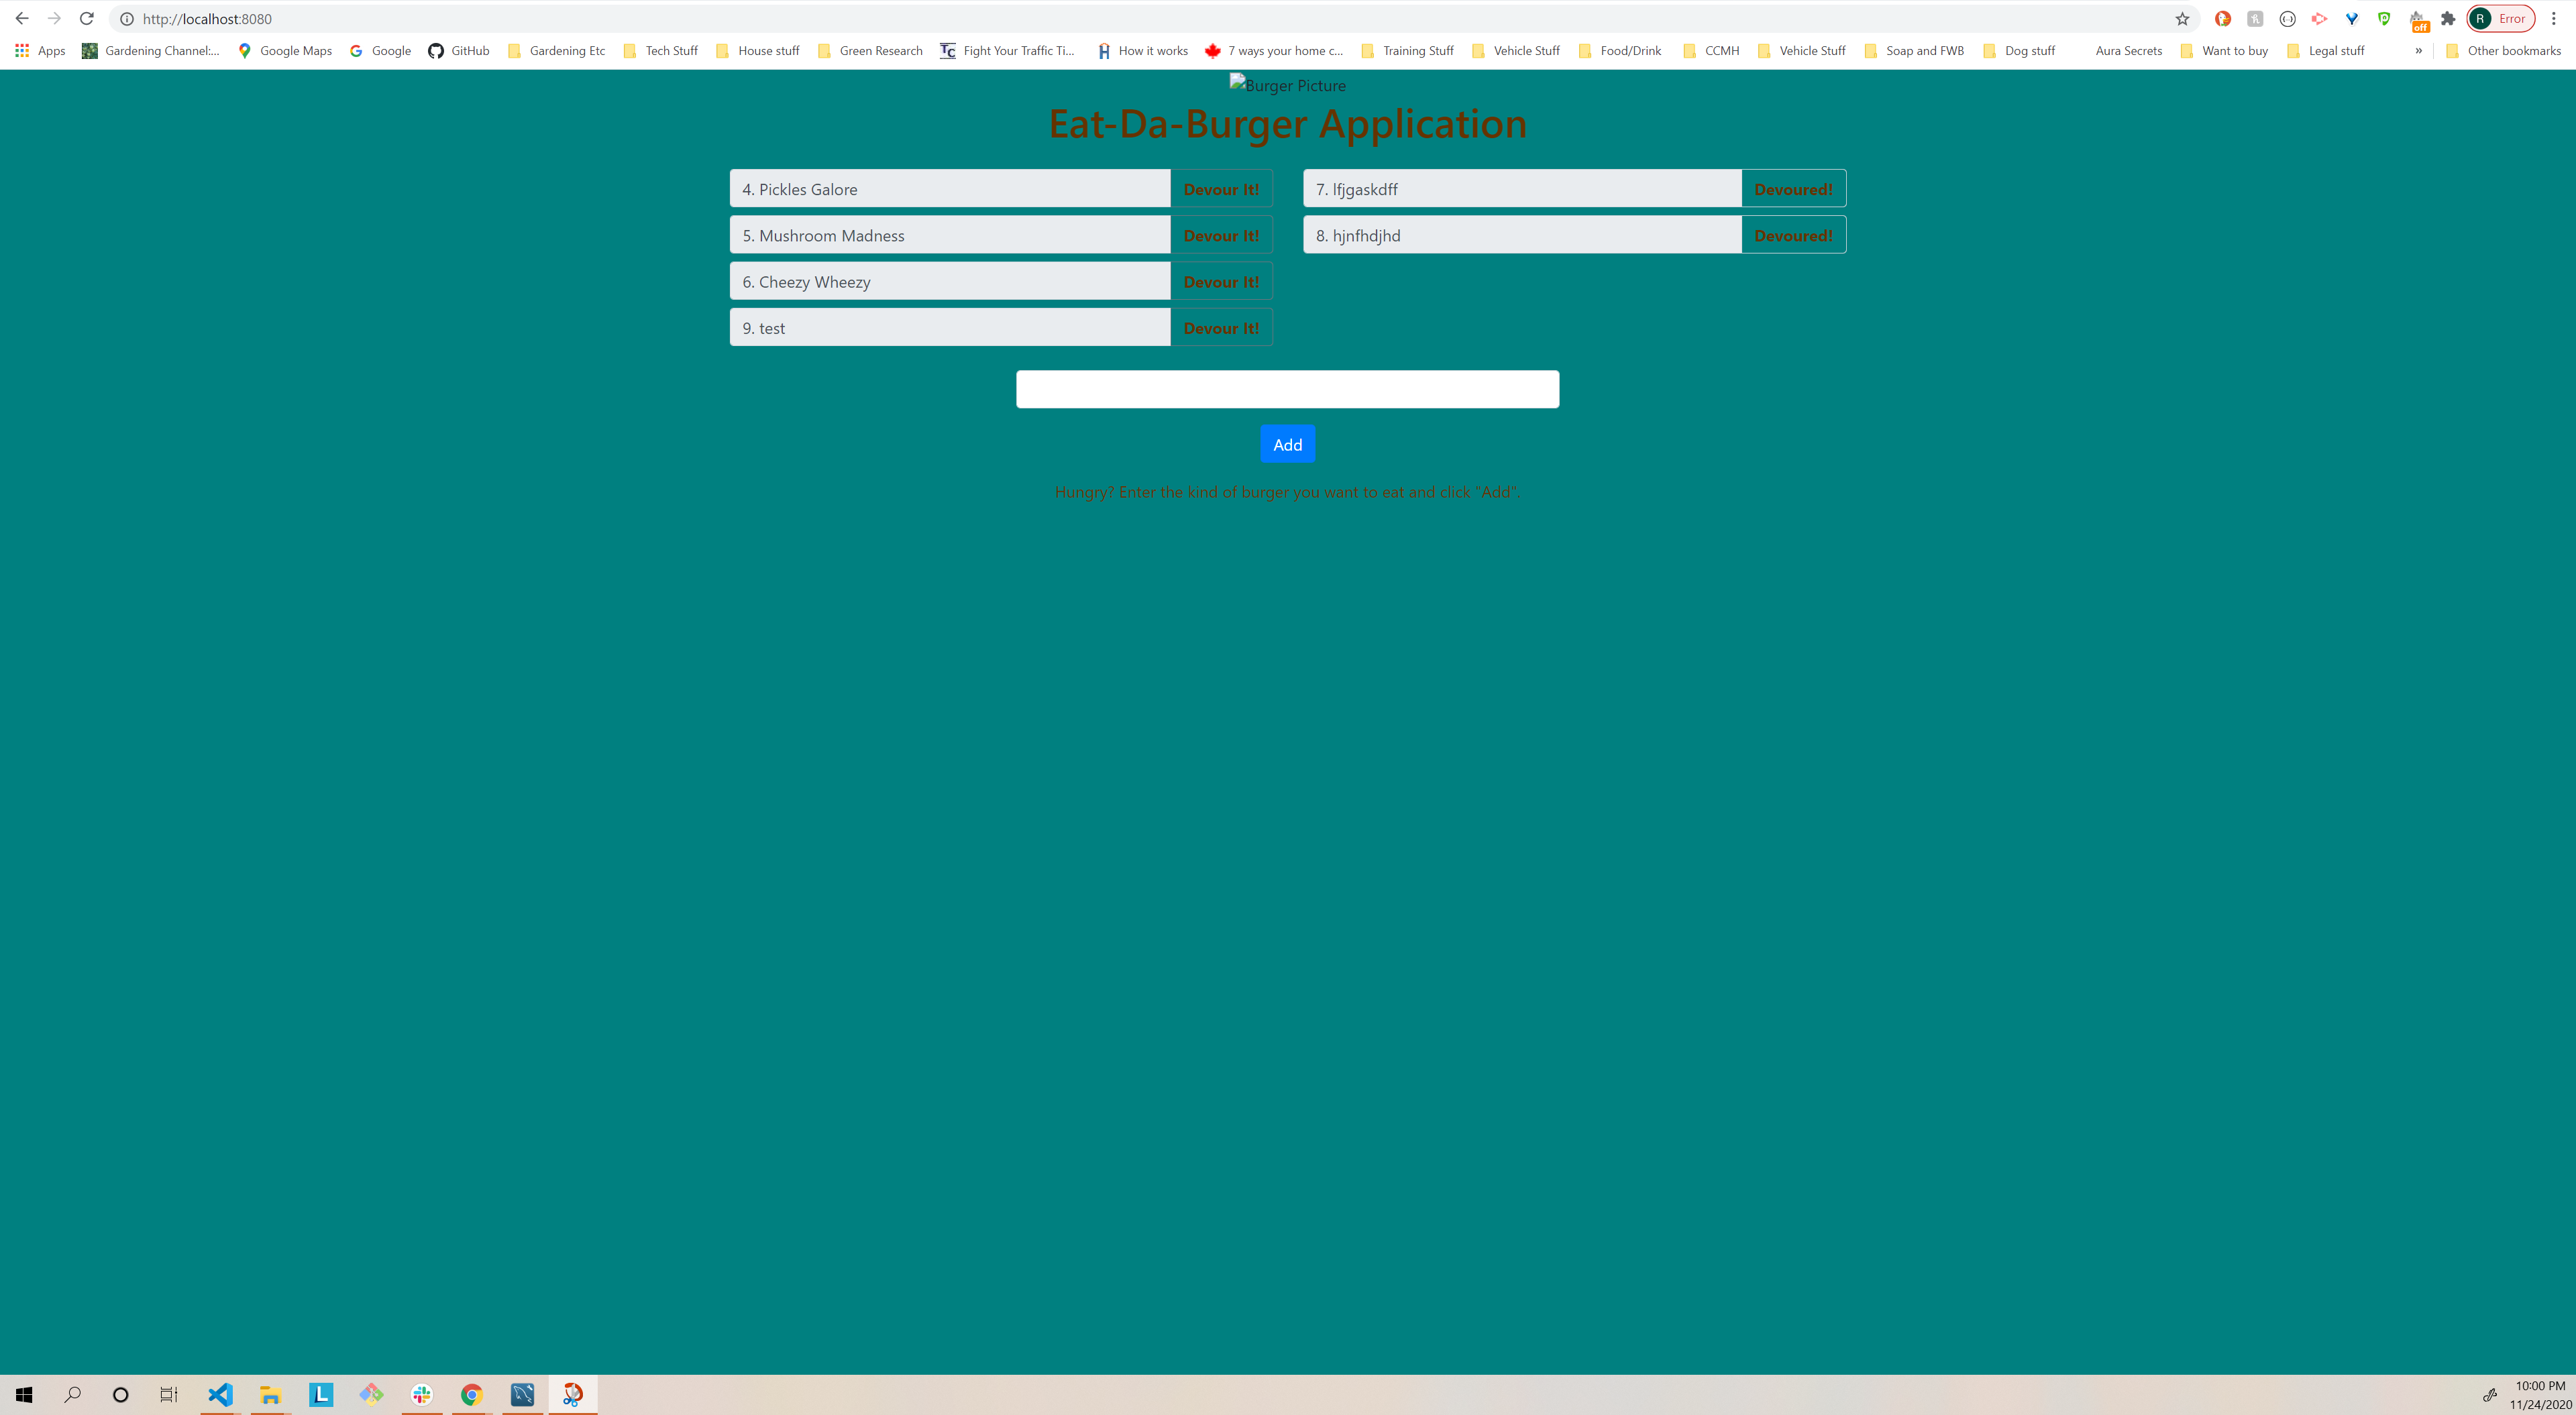 http://localhost:8080
R Error
off
Apps Gardening Channel:... Google Maps Google GitHub Gardening Etc Tech Stuff House stuff Green Research TC Fight Your Traffic Ti... H How it works 7 ways your home c... Training Stuff Vehicle Stuff Food/Drink CCMH Vehicle Stuff Soap and FWB Dog stuff Aura Secrets Want to buy Legal stuff » Other bookmarks
Burger Picture
Eat-Da-Burger Application
4. Pickles Galore Devour It!
7. lfjgaskdff Devoured!
5. Mushroom Madness Devour It!
8. hjnfhdjhd Devoured!
6. Cheezy Wheezy Devour It!
9. test Devour It!
Add
Hungry? Enter the kind of burger you want to eat and click "Add".
L
10:00 PM
11/24/2020